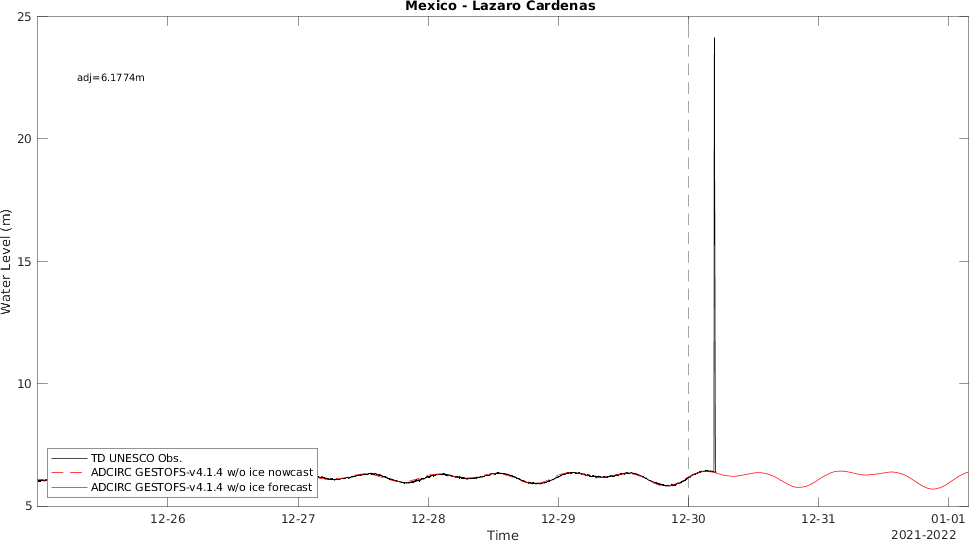 Mexico - Lazaro Cardenas
25
adj=6.1774m
20
15
Water Level (m)
10
TD UNESCO Obs.
ADCIRC GESTOFS-v4.1.4 w/o ice nowcast
ADCIRC GESTOFS-v4.1.4 w/o ice forecast
5
12-26 12-27 12-28 12-29 12-30 12-31 01-01
Time
2021-2022